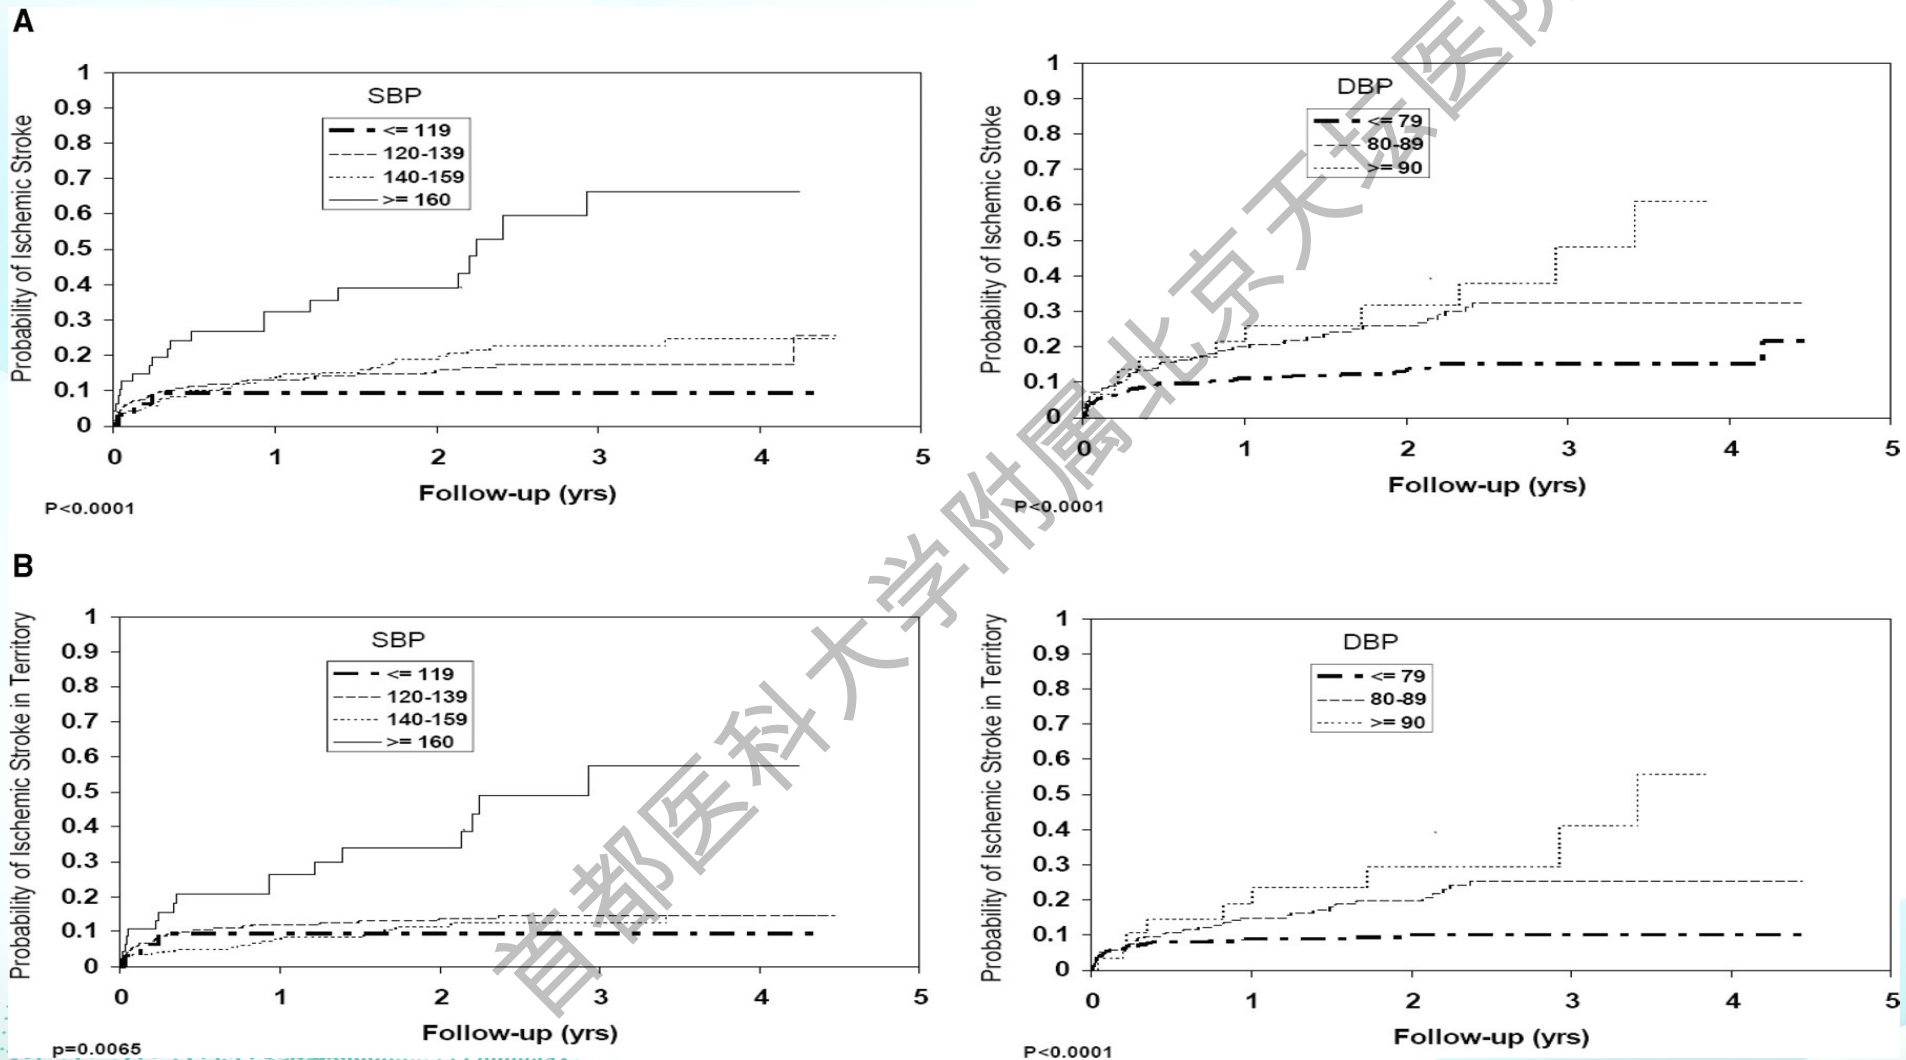 A
Probability of Ischemic Stroke
1
0.9
0.8
0.7
0.6
0.5
0.4
0.3
0.2
0.1
0
SBP
<= 119
120-139
140-159
>= 160
0 1 2 3 4 5
Follow-up (yrs)
P<0.0001
Probability of Ischemic Stroke
1
0.9
0.8
0.7
0.6
0.5
0.4
0.3
0.2
0.1
0
DBP
<= 79
80-89
>= 90
0 1 2 3 4 5
Follow-up (yrs)
P<0.0001
B
Probability of Ischemic Stroke in Territory
1
0.9
0.8
0.7
0.6
0.5
0.4
0.3
0.2
0.1
0
SBP
<= 119
120-139
140-159
>= 160
0 1 2 3 4 5
Follow-up (yrs)
p=0.0065
Probability of Ischemic Stroke in Territory
1
0.9
0.8
0.7
0.6
0.5
0.4
0.3
0.2
0.1
0
DBP
<= 79
80-89
>= 90
0 1 2 3 4 5
Follow-up (yrs)
P<0.0001
首都医科大学附属北京天坛医院